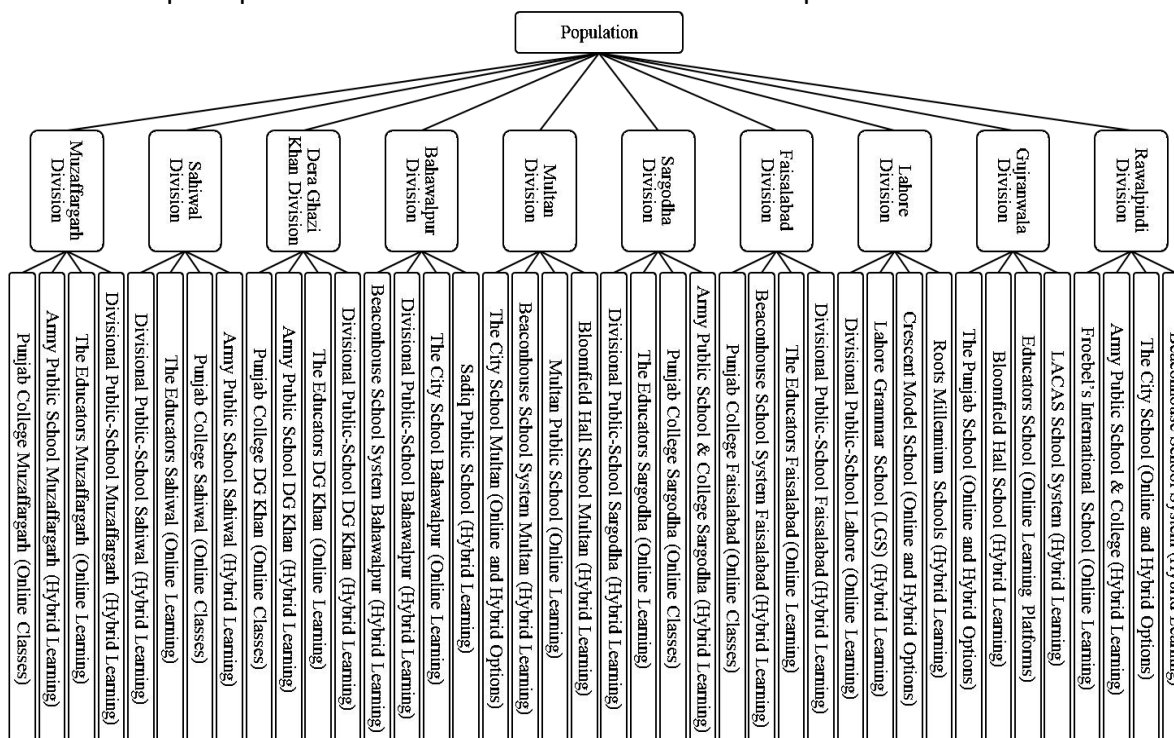 Population
Muzaffargarh
Division
Sahiwal
Division
Dera Ghazi
Khan Division
Bahawalpur
Division
Multan
Division
Sargodha
Division
Faisalabad
Division
Lahore
Division
Gujranwala
Division
Rawalpindi
Division
Punjab College Muzaffargarh (Online Classes)
Army Public School Muzaffargarh (Hybrid Learning)
The Educators Muzaffargarh (Online Learning)
Divisional Public-School Muzaffargarh (Hybrid Learning)
Divisional Public-School Sahiwal (Hybrid Learning)
The Educators Sahiwal (Online Learning)
Punjab College Sahiwal (Online Classes)
Army Public School Sahiwal (Hybrid Learning)
Punjab College DG Khan (Online Classes)
Army Public School DG Khan (Hybrid Learning)
The Educators DG Khan (Online Learning)
Divisional Public-School DG Khan (Hybrid Learning)
Beaconhouse School System Bahawalpur (Hybrid Learning)
Divisional Public-School Bahawalpur (Hybrid Learning)
The City School Bahawalpur (Online Learning)
Sadiq Public School (Hybrid Learning)
The City School Multan (Online and Hybrid Options)
Beaconhouse School System Multan (Hybrid Learning)
Multan Public School (Online Learning)
Bloomfield Hall School Multan (Hybrid Learning)
Divisional Public-School Sargodha (Hybrid Learning)
The Educators Sargodha (Online Learning)
Punjab College Sargodha (Online Classes)
Army Public School & College Sargodha (Hybrid Learning)
Punjab College Faisalabad (Online Classes)
Beaconhouse School System Faisalabad (Hybrid Learning)
The Educators Faisalabad (Online Learning)
Divisional Public-School Faisalabad (Hybrid Learning)
Divisional Public-School Lahore (Online Learning)
Lahore Grammar School (LGS) (Hybrid Learning)
Crescent Model School (Online and Hybrid Options)
Roots Millennium Schools (Hybrid Learning)
The Punjab School (Online and Hybrid Options)
Bloomfield Hall School (Hybrid Learning)
Educators School (Online Learning Platforms)
LACAS School System (Hybrid Learning)
Froebel's International School (Online Learning)
Army Public School & College (Hybrid Learning)
The City School (Online and Hybrid Options)
Beaconhouse School System (Hybrid Learning)